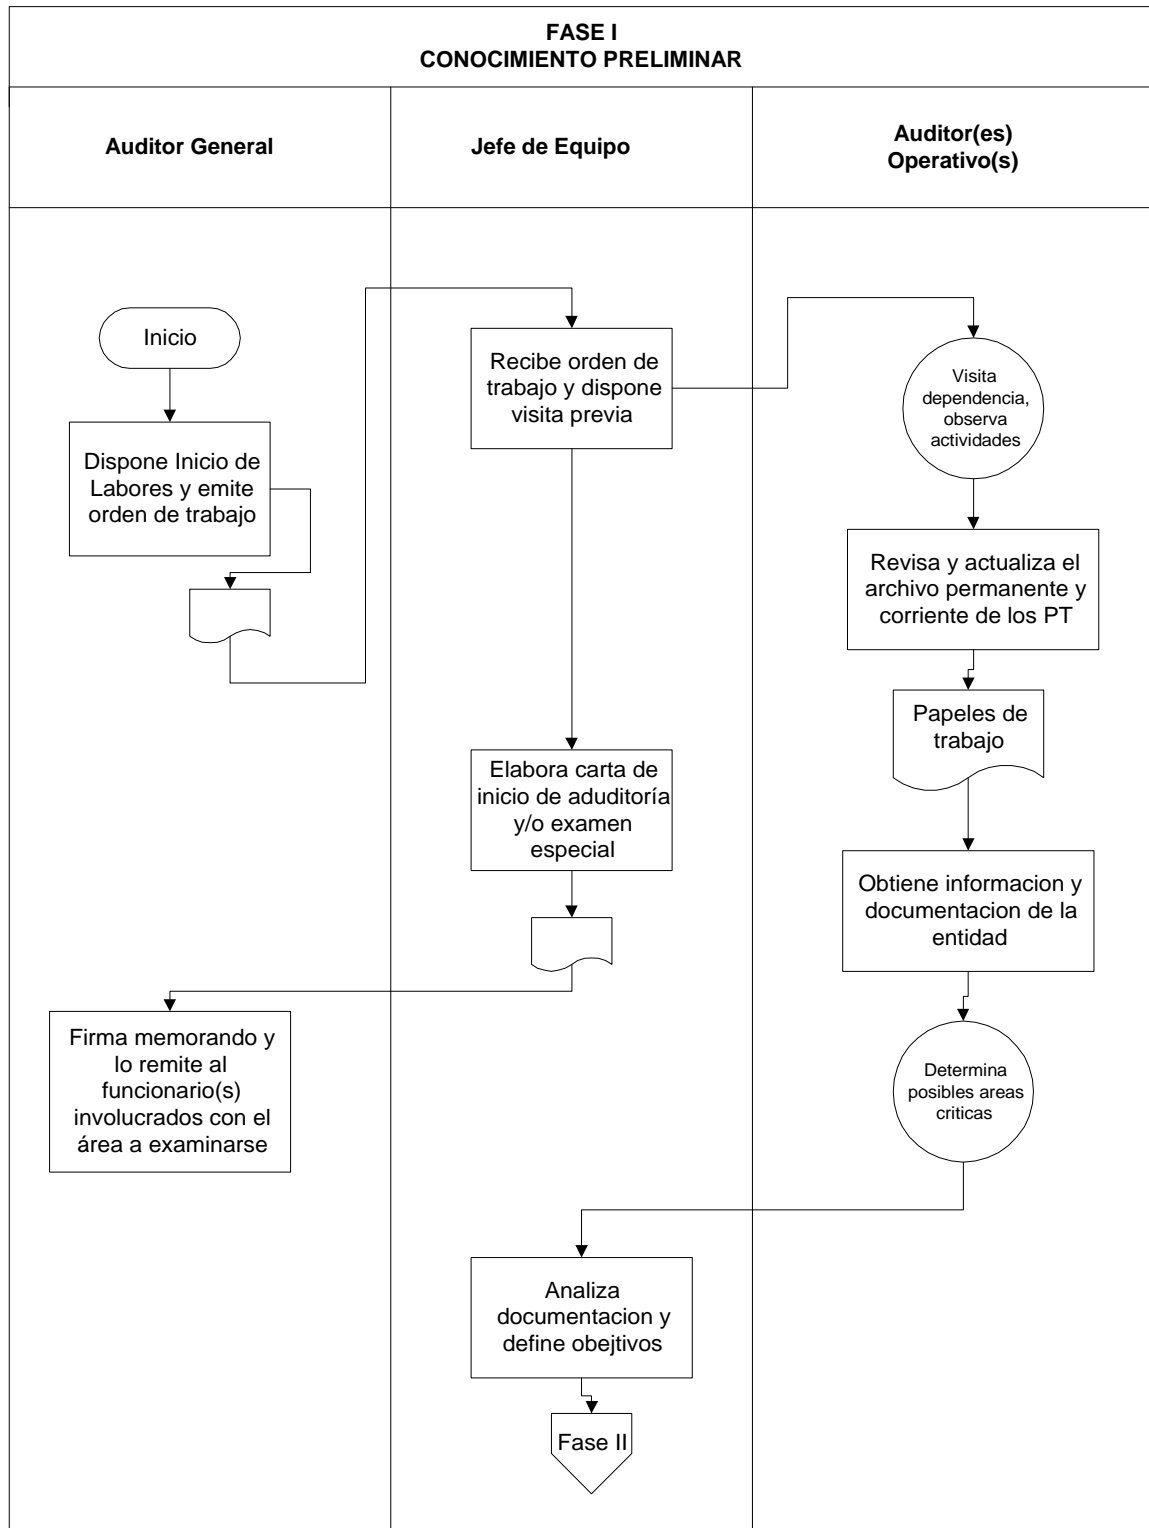 FASE I
CONOCIMIENTO PRELIMINAR
Auditor General
Jefe de Equipo
Auditor(es)
Operativo(s)
Inicio
Dispone Inicio de
Labores y emite
orden de trabajo
Recibe orden de
trabajo y dispone
visita previa
Visita
dependencia,
observa
actividades
Revisa y actualiza el
archivo permanente y
corriente de los PT
Papeles de
trabajo
Elabora carta de
inicio de aduditoría
y/o examen
especial
Obtiene informacion y
documentacion de la
entidad
Firma memorando y
lo remite al
funcionario(s)
involucrados con el
área a examinarse
Determina
posibles areas
criticas
Analiza
documentacion y
define obejtivos
Fase II